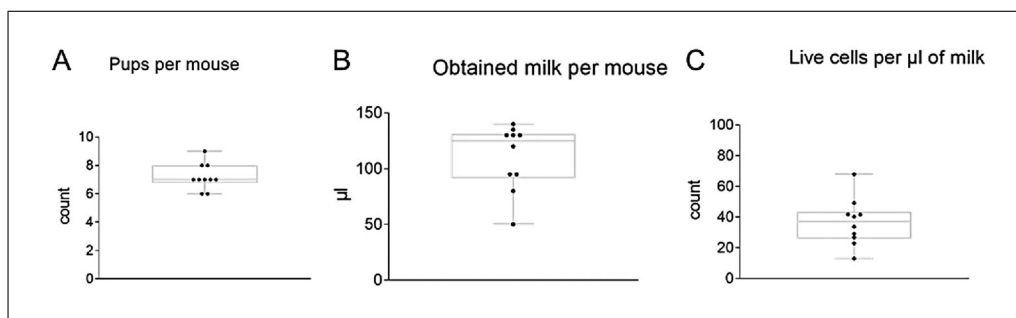 A
Pups per mouse
count
10
8
6
4
2
0
B
Obtained milk per mouse
µl
150
100
50
0
C
Live cells per µl of milk
count
100
80
60
40
20
0